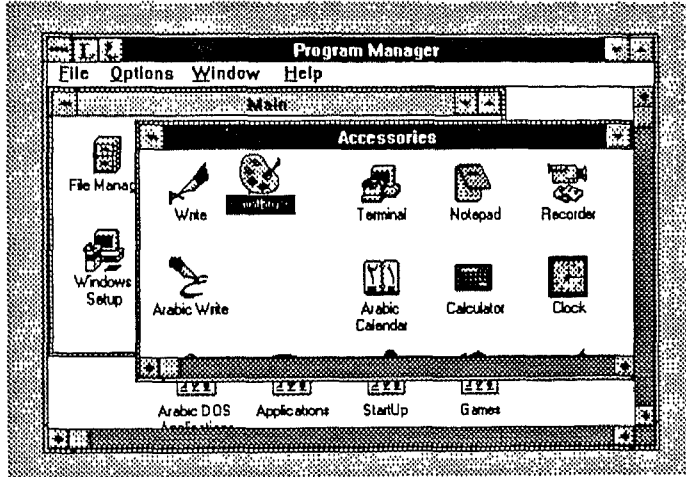 Program Manager
File Options Window Help
Main
Accessories
File Manag
Write
Terminal
Notepad
Recorder
Windows
Setup
Arabic Write
Arabic
Calendar
Calculator
Clock
Arabic DOS
Applications
StartUp
Games